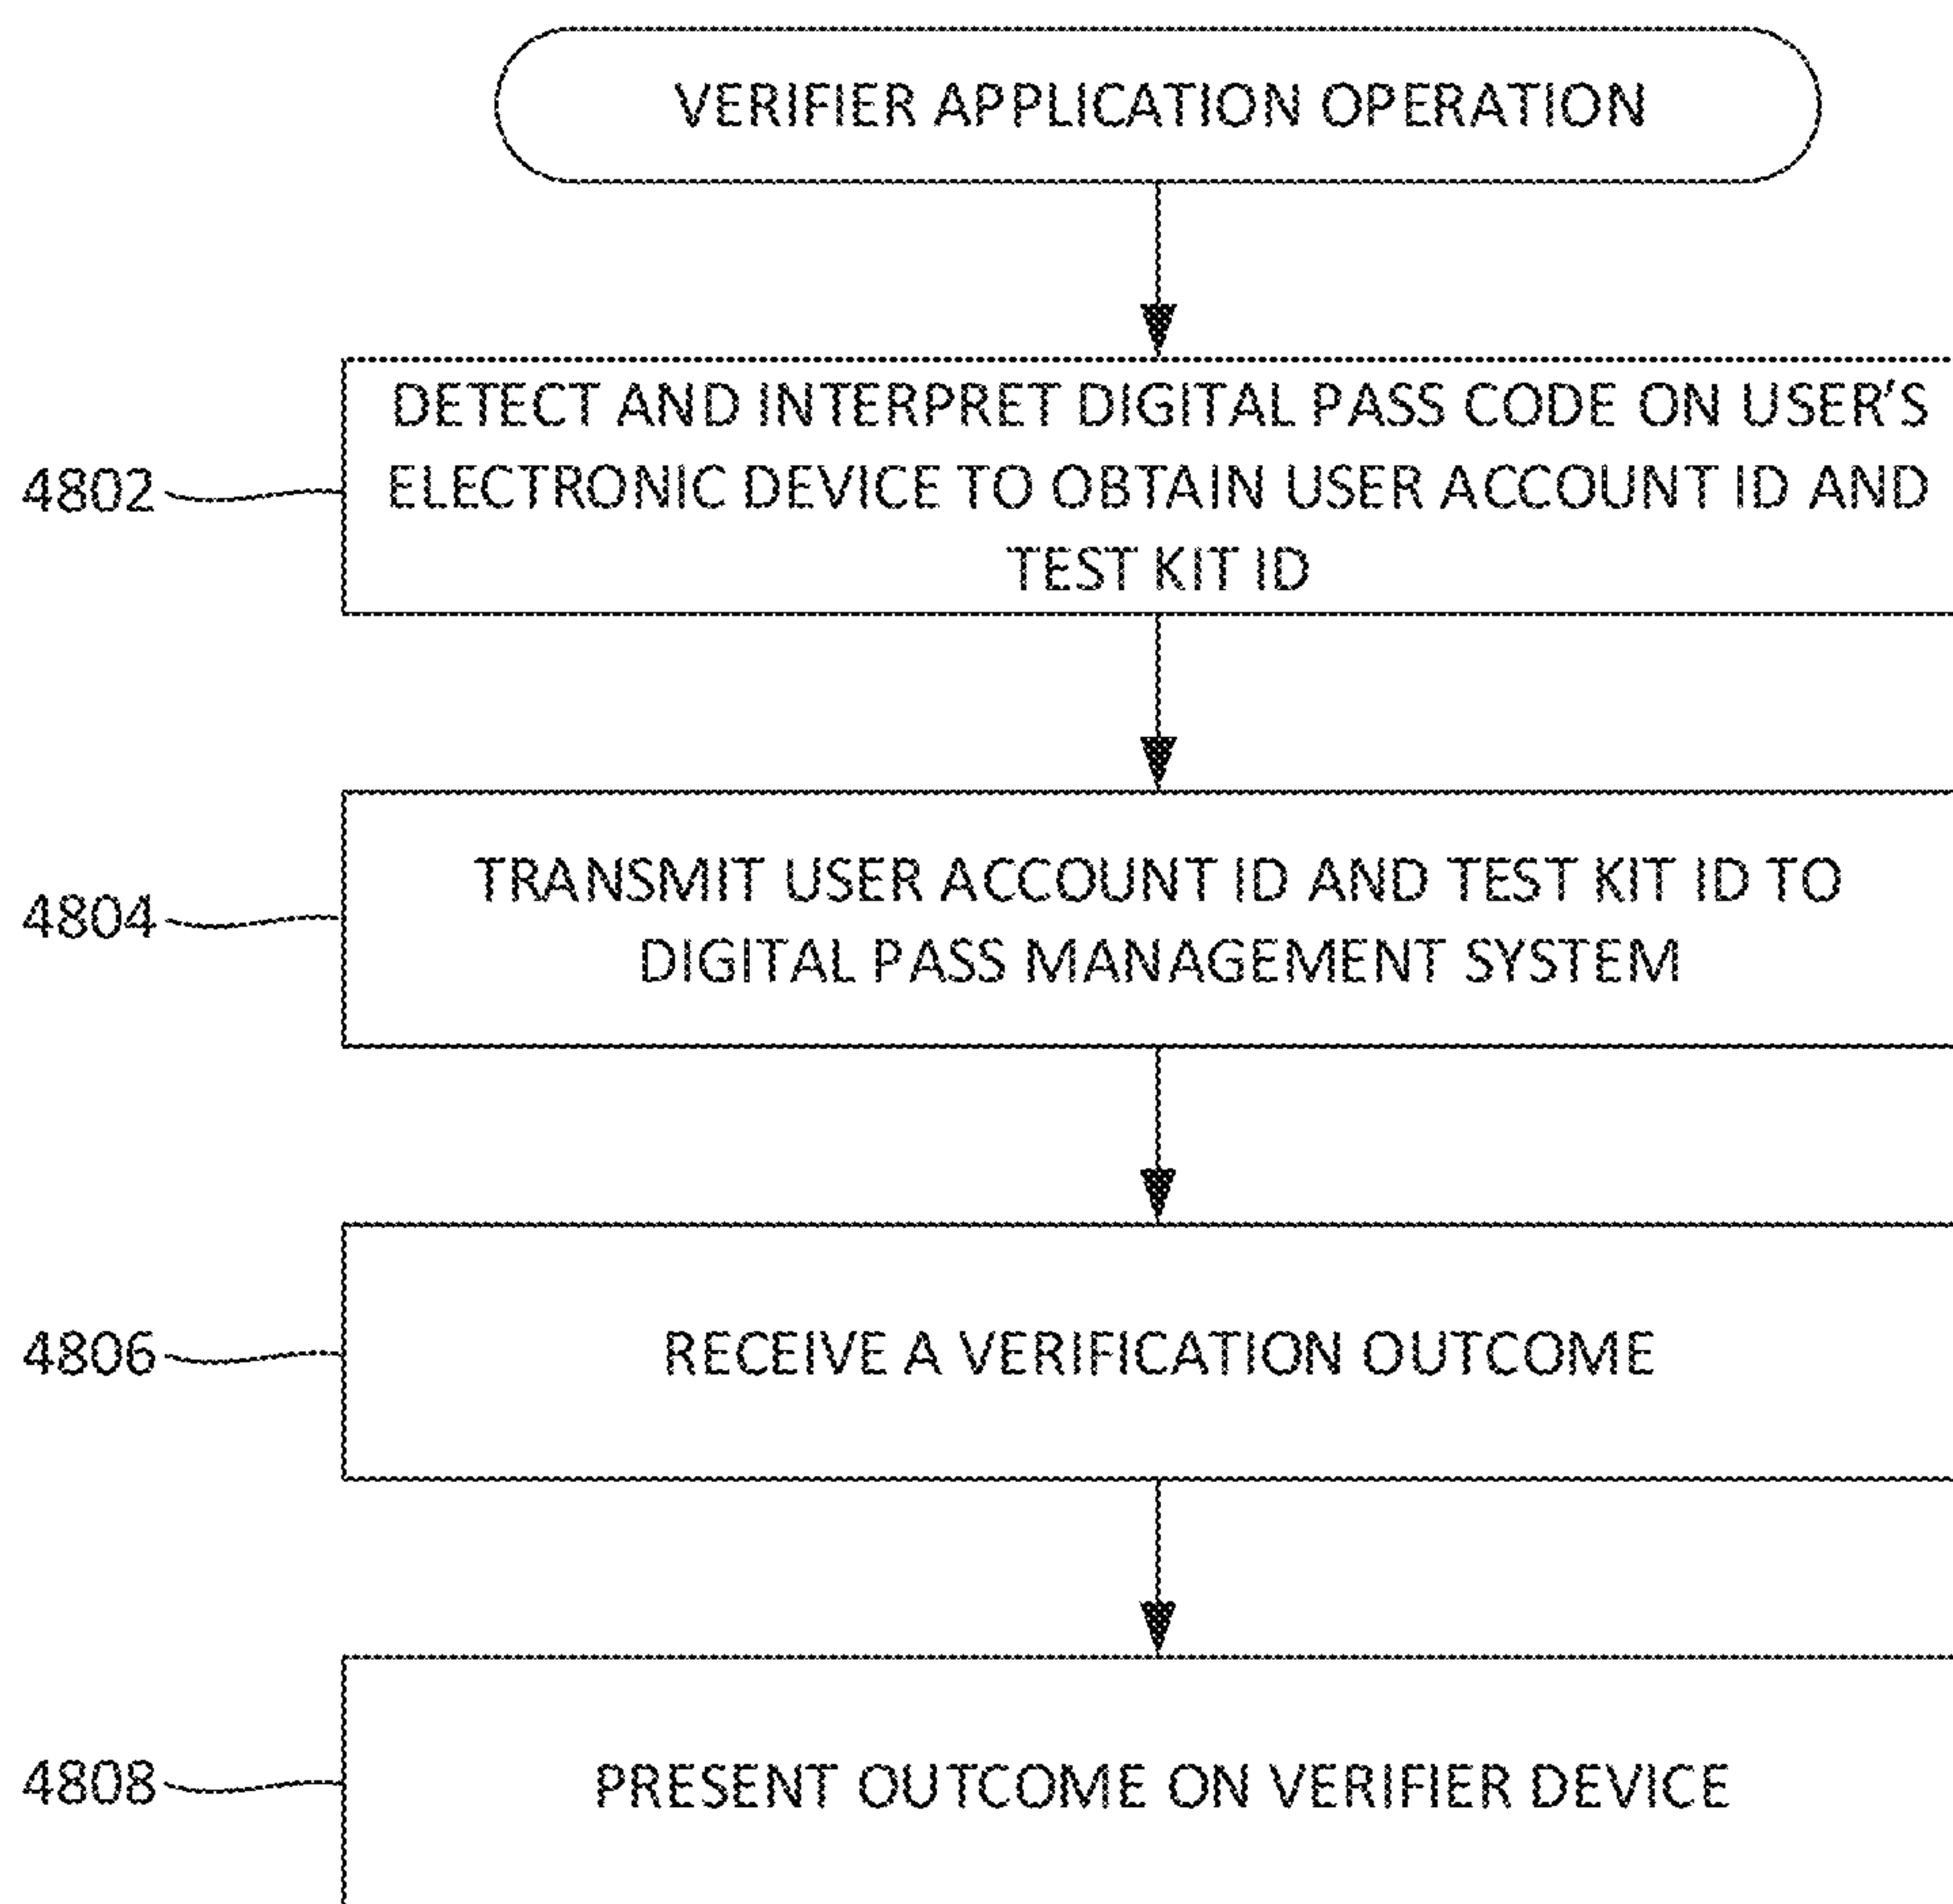 VERIFIER APPLICATION OPERATION
DETECT AND INTERPRET DIGITAL PASS CODE ON USER'S
4802
ELECTRONIC DEVICE TO OBTAIN USER ACCOUNT ID AND
TEST KIT ID
TRANSMIT USER ACCOUNT ID AND TEST KIT ID TO
4804
DIGITAL PASS MANAGEMENT SYSTEM
4806
RECEIVE A VERIFICATION OUTCOME
4808
PRESENT OUTCOME ON VERIFIER DEVICE